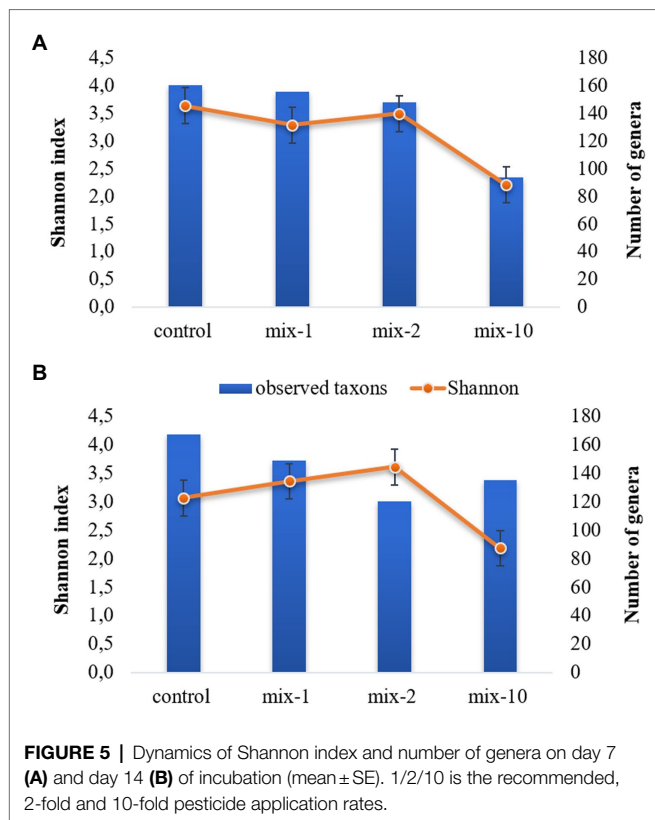 A
4,5 180
4,0 160
3,5 140
3,0 120
2,5 100
2,0 80
1,5 60
1,0 40
0,5 20
0,0 0
Shannon index
Number of genera
control mix-1 mix-2 mix-10
B
observed taxons Shannon
4,5 180
4,0 160
3,5 140
3,0 120
2,5 100
2,0 80
1,5 60
1,0 40
0,5 20
0,0 0
Shannon index
Number of genera
control mix-1 mix-2 mix-10
FIGURE 5 | Dynamics of Shannon index and number of genera on day 7
(A) and day 14 (B) of incubation (mean ± SE). 1/2/10 is the recommended,
2-fold and 10-fold pesticide application rates.